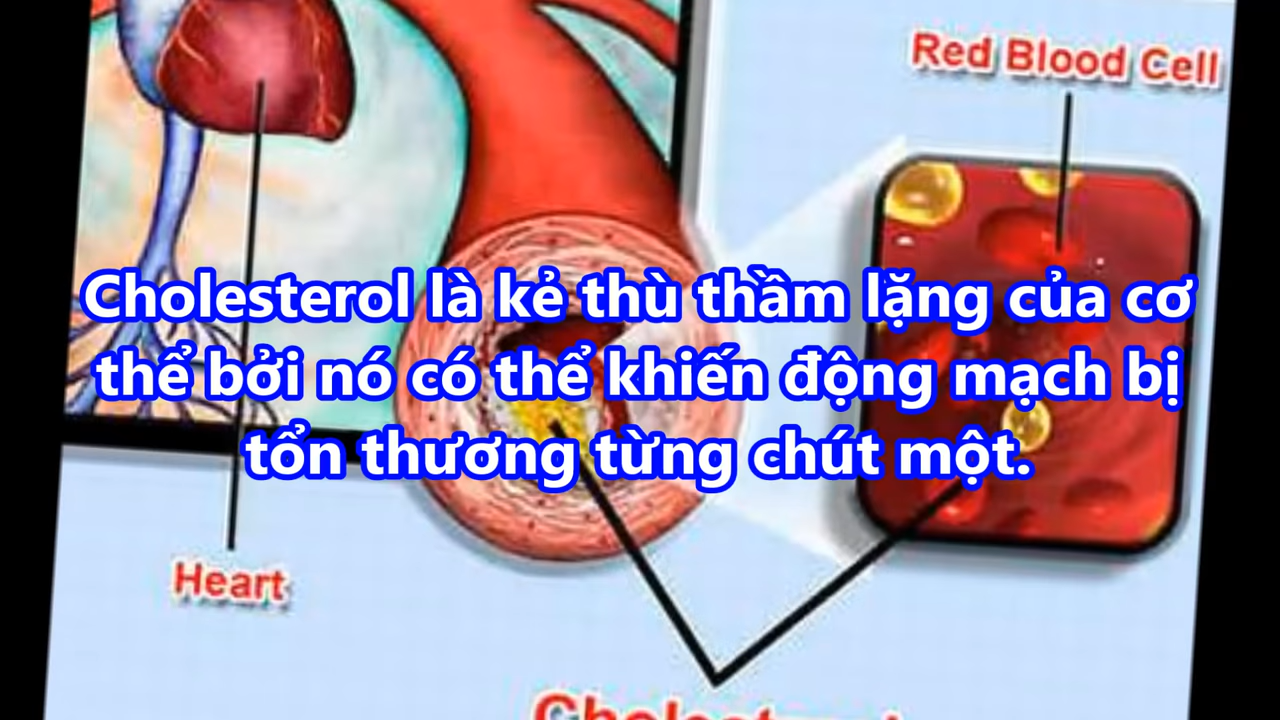 Red Blood Cell
Cholesterol là kẻ thù thầm lặng của cơ
thể bởi nó có thể khiến động mạch bị
tổn thương từng chút một.
Heart
Cholesterol